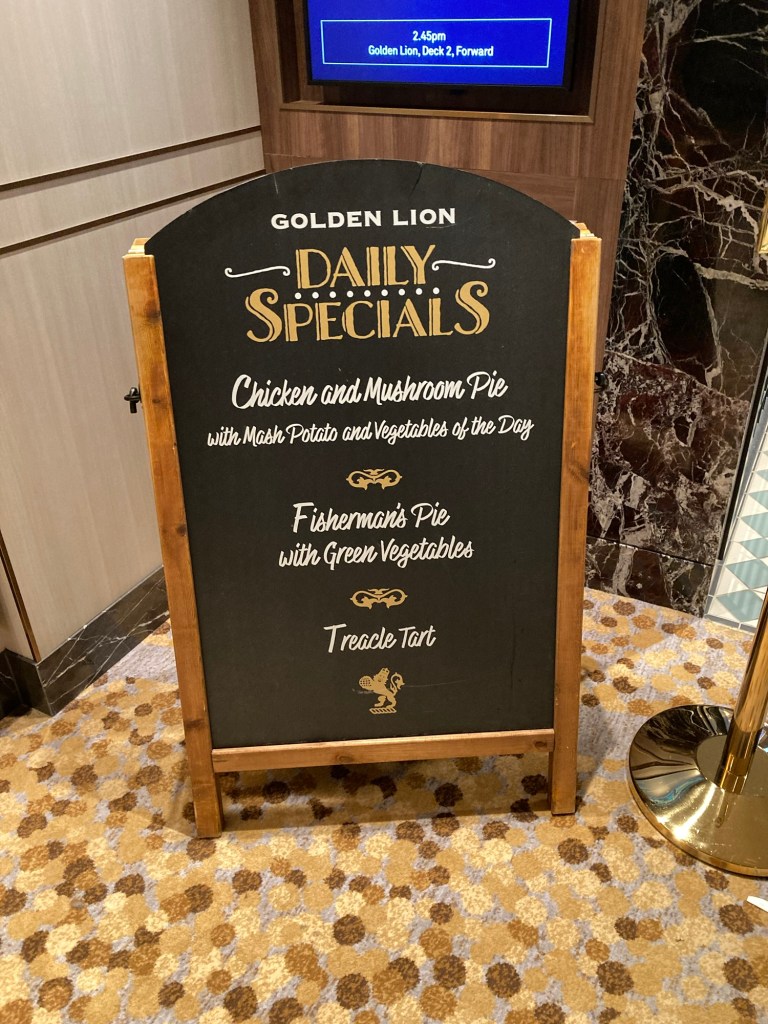 2.45pm
Golden Lion, Deck 2, Forward
GOLDEN LION
DAILY
SPECIALS
Chicken and Mushroom Pie
with Mash Potato and Vegetables of the Day
Fisherman's Pie
with Green Vegetables
Treacle Tart